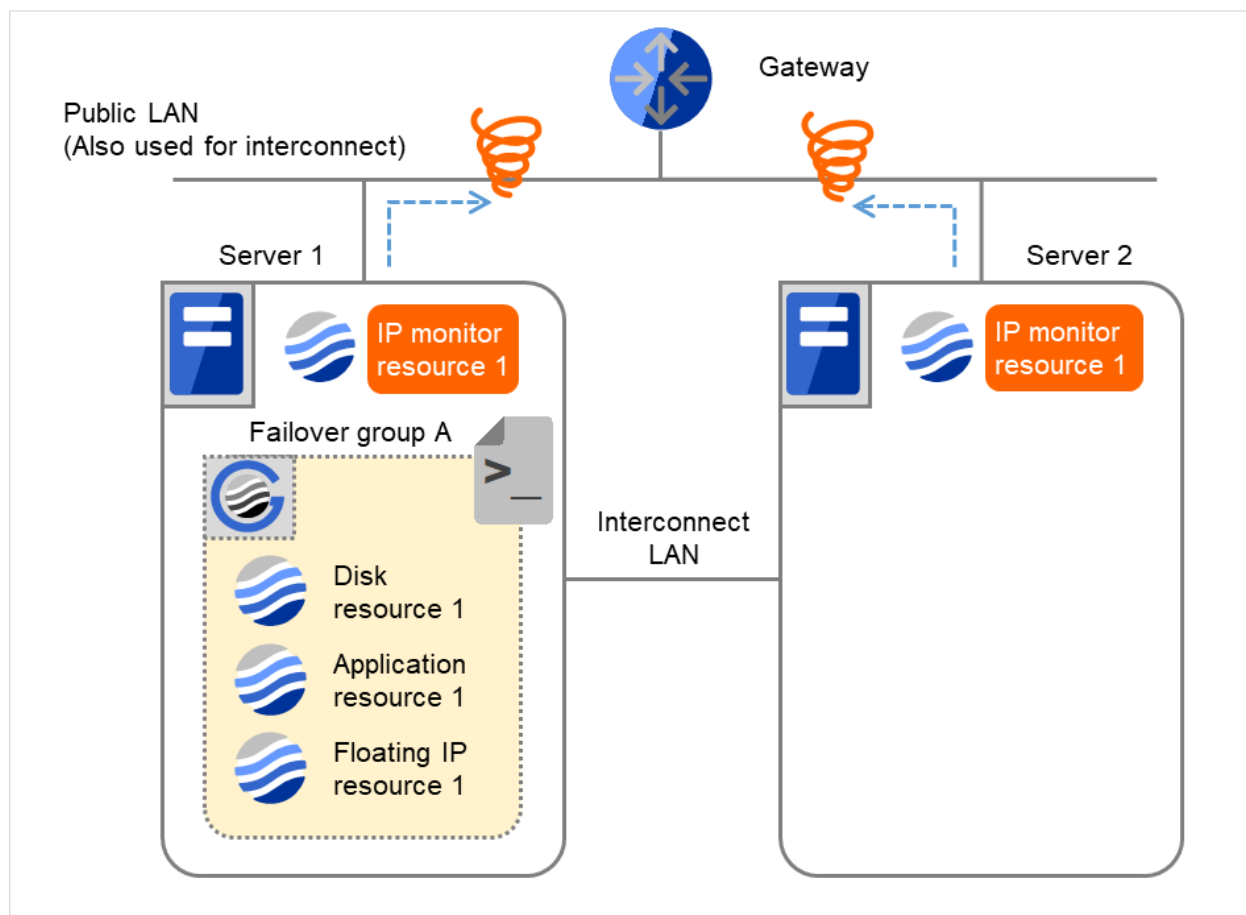 Gateway
Public LAN
(Also used for interconnect)
Server 1
Server 2
IP monitor
resource 1
IP monitor
resource 1
Failover group A
>_
Interconnect
LAN
Disk
resource 1
Application
resource 1
Floating IP
resource 1